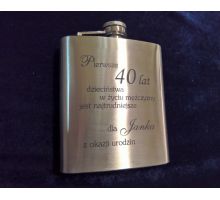 Pierwsze
40 lat
dzieciństwa
w życiu mężczyzny
jest najtrudniejsze
... dla Janka
z okazji urodzin